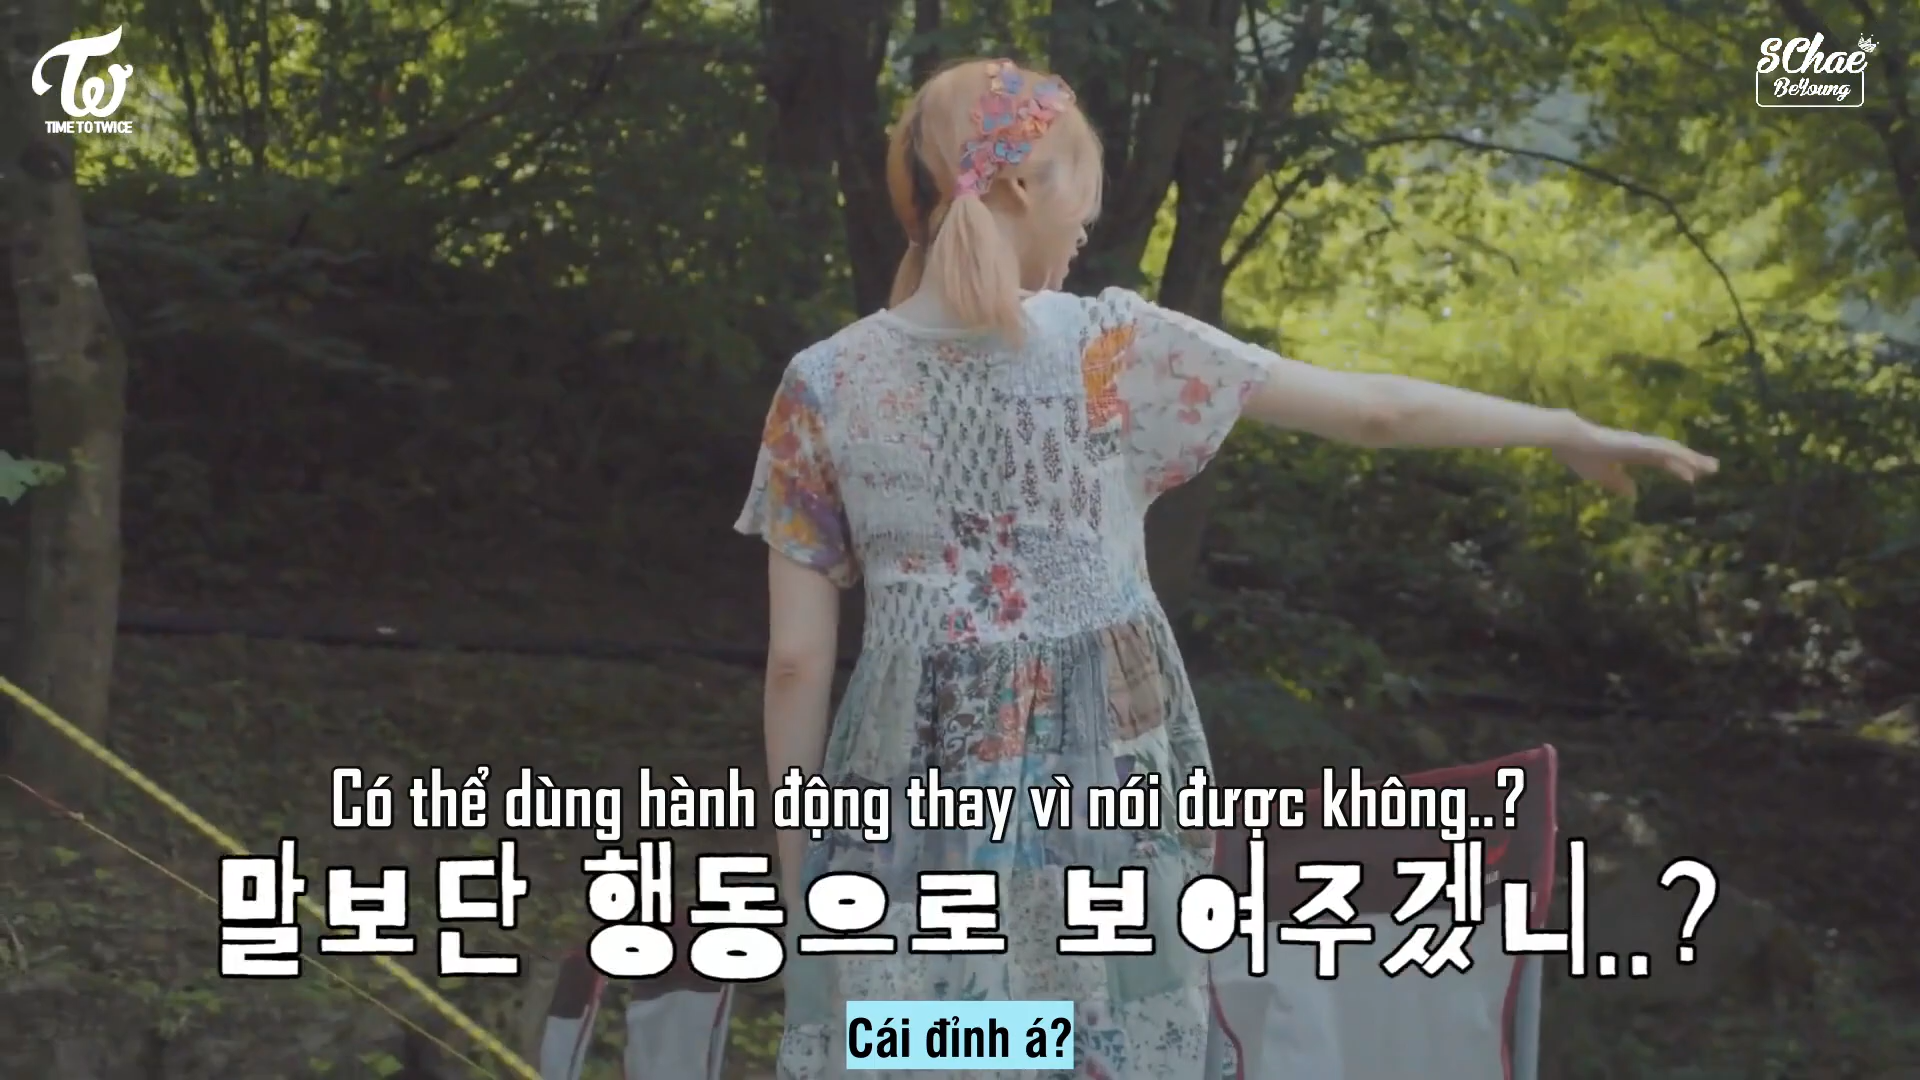 TW
TIME TO TWICE
SChae
BeYoung
Có thể dùng hành động thay vì nói được không..?
말보단 행동으로 보여주겠니..?
Cái đỉnh á?